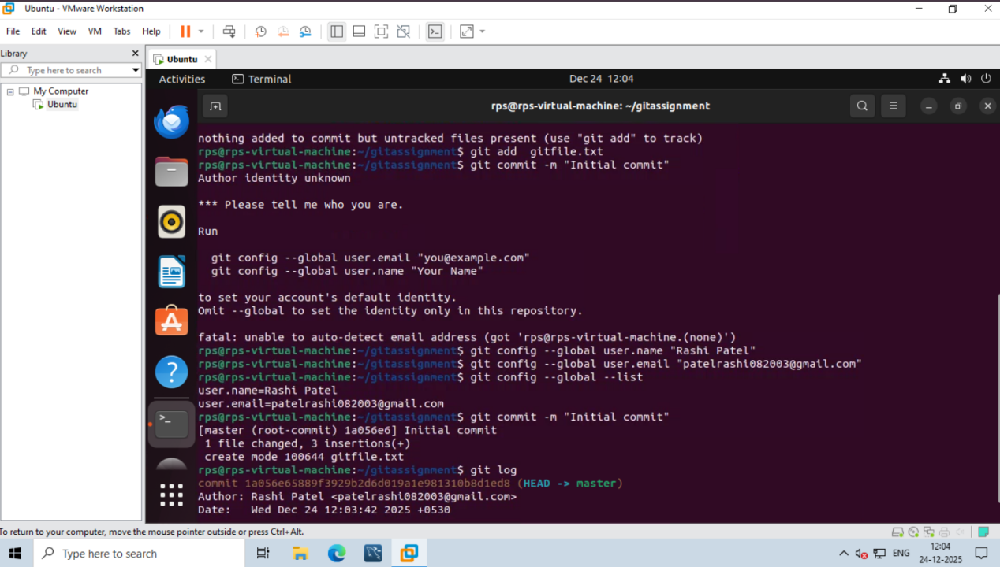 Ubuntu - VMware Workstation
File Edit View VM Tabs Help
Library
Type here to search
My Computer
Ubuntu
Ubuntu
Activities Terminal Dec 24 12:04
rps@rps-virtual-machine: ~/gitassignment
nothing added to commit but untracked files present (use "git add" to track)
rps@rps-virtual-machine:~/gitassignment$ git add  gitfile.txt
rps@rps-virtual-machine:~/gitassignment$ git commit -m "Initial commit"
Author identity unknown
*** Please tell me who you are.
Run
  git config --global user.email "you@example.com"
  git config --global user.name "Your Name"
to set your account's default identity.
Omit --global to set the identity only in this repository.
fatal: unable to auto-detect email address (got 'rps@rps-virtual-machine.(none)')
rps@rps-virtual-machine:~/gitassignment$ git config --global user.name "Rashi Patel"
rps@rps-virtual-machine:~/gitassignment$ git config --global user.email "patelrashi082003@gmail.com"
rps@rps-virtual-machine:~/gitassignment$ git config --global --list
user.name=Rashi Patel
user.email=patelrashi082003@gmail.com
rps@rps-virtual-machine:~/gitassignment$ git commit -m "Initial commit"
[master (root-commit) 1a056e6] Initial commit
 1 file changed, 3 insertions(+)
 create mode 100644 gitfile.txt
rps@rps-virtual-machine:~/gitassignment$ git log
commit 1a056e65889f3929b2d6d019a1e981310b8d1ed8 (HEAD -> master)
Author: Rashi Patel <patelrashi082003@gmail.com>
Date:   Wed Dec 24 12:03:42 2025 +0530
To return to your computer, move the mouse pointer outside or press Ctrl+Alt.
Type here to search
ENG
12:04
24-12-2025